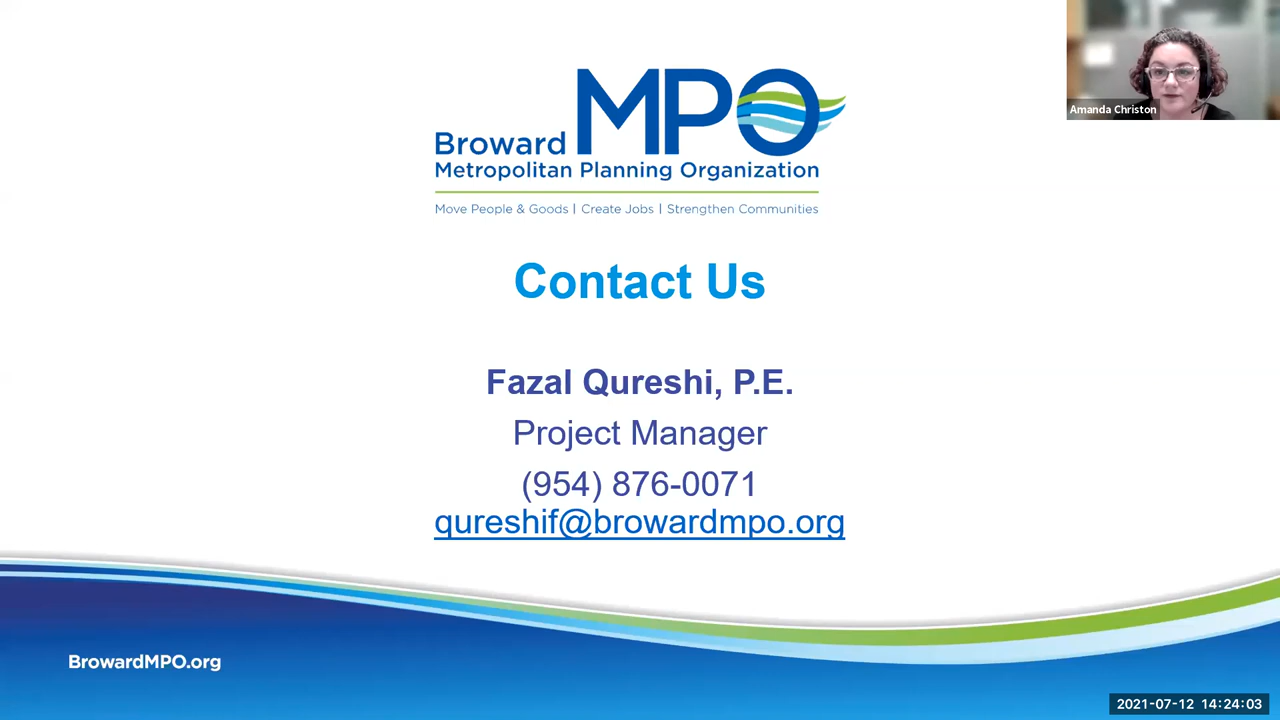 Amanda Christon
Broward MPO
Metropolitan Planning Organization
Move People & Goods | Create Jobs | Strengthen Communities
Contact Us
Fazal Qureshi, P.E.
Project Manager
(954) 876-0071
qureshif@browardmpo.org
BrowardMPO.org
2021-07-12 14:24:03